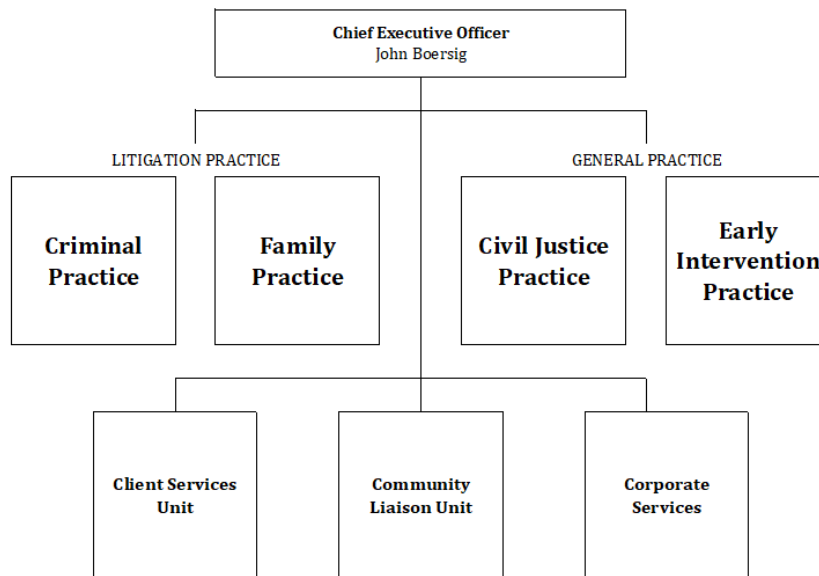 Chief Executive Officer
John Boersig
LITIGATION PRACTICE
GENERAL PRACTICE
Criminal
Practice
Family
Practice
Civil Justice
Practice
Early
Intervention
Practice
Client Services
Unit
Community
Liaison Unit
Corporate
Services